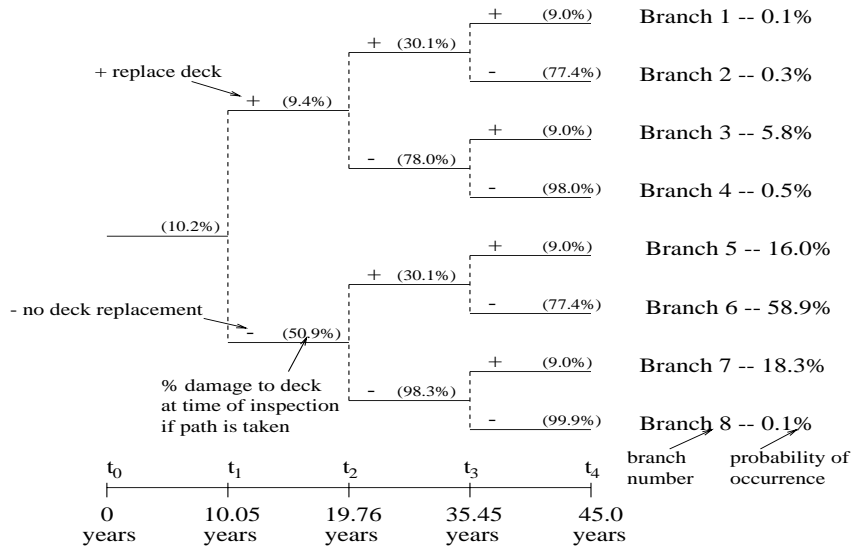 + (9.0%) Branch 1 -- 0.1%
+ (30.1%)
- (77.4%) Branch 2 -- 0.3%
+ replace deck
+ (9.4%)
+ (9.0%) Branch 3 -- 5.8%
- (78.0%)
- (98.0%) Branch 4 -- 0.5%
(10.2%)
+ (9.0%) Branch 5 -- 16.0%
+ (30.1%)
- no deck replacement
- (77.4%) Branch 6 -- 58.9%
- (50.9%)
+ (9.0%) Branch 7 -- 18.3%
% damage to deck
at time of inspection
if path is taken
- (98.3%)
- (99.9%) Branch 8 -- 0.1%
branch
number
probability of
occurrence
t0 t1 t2 t3 t4
0 10.05 19.76 35.45 45.0
years years years years years